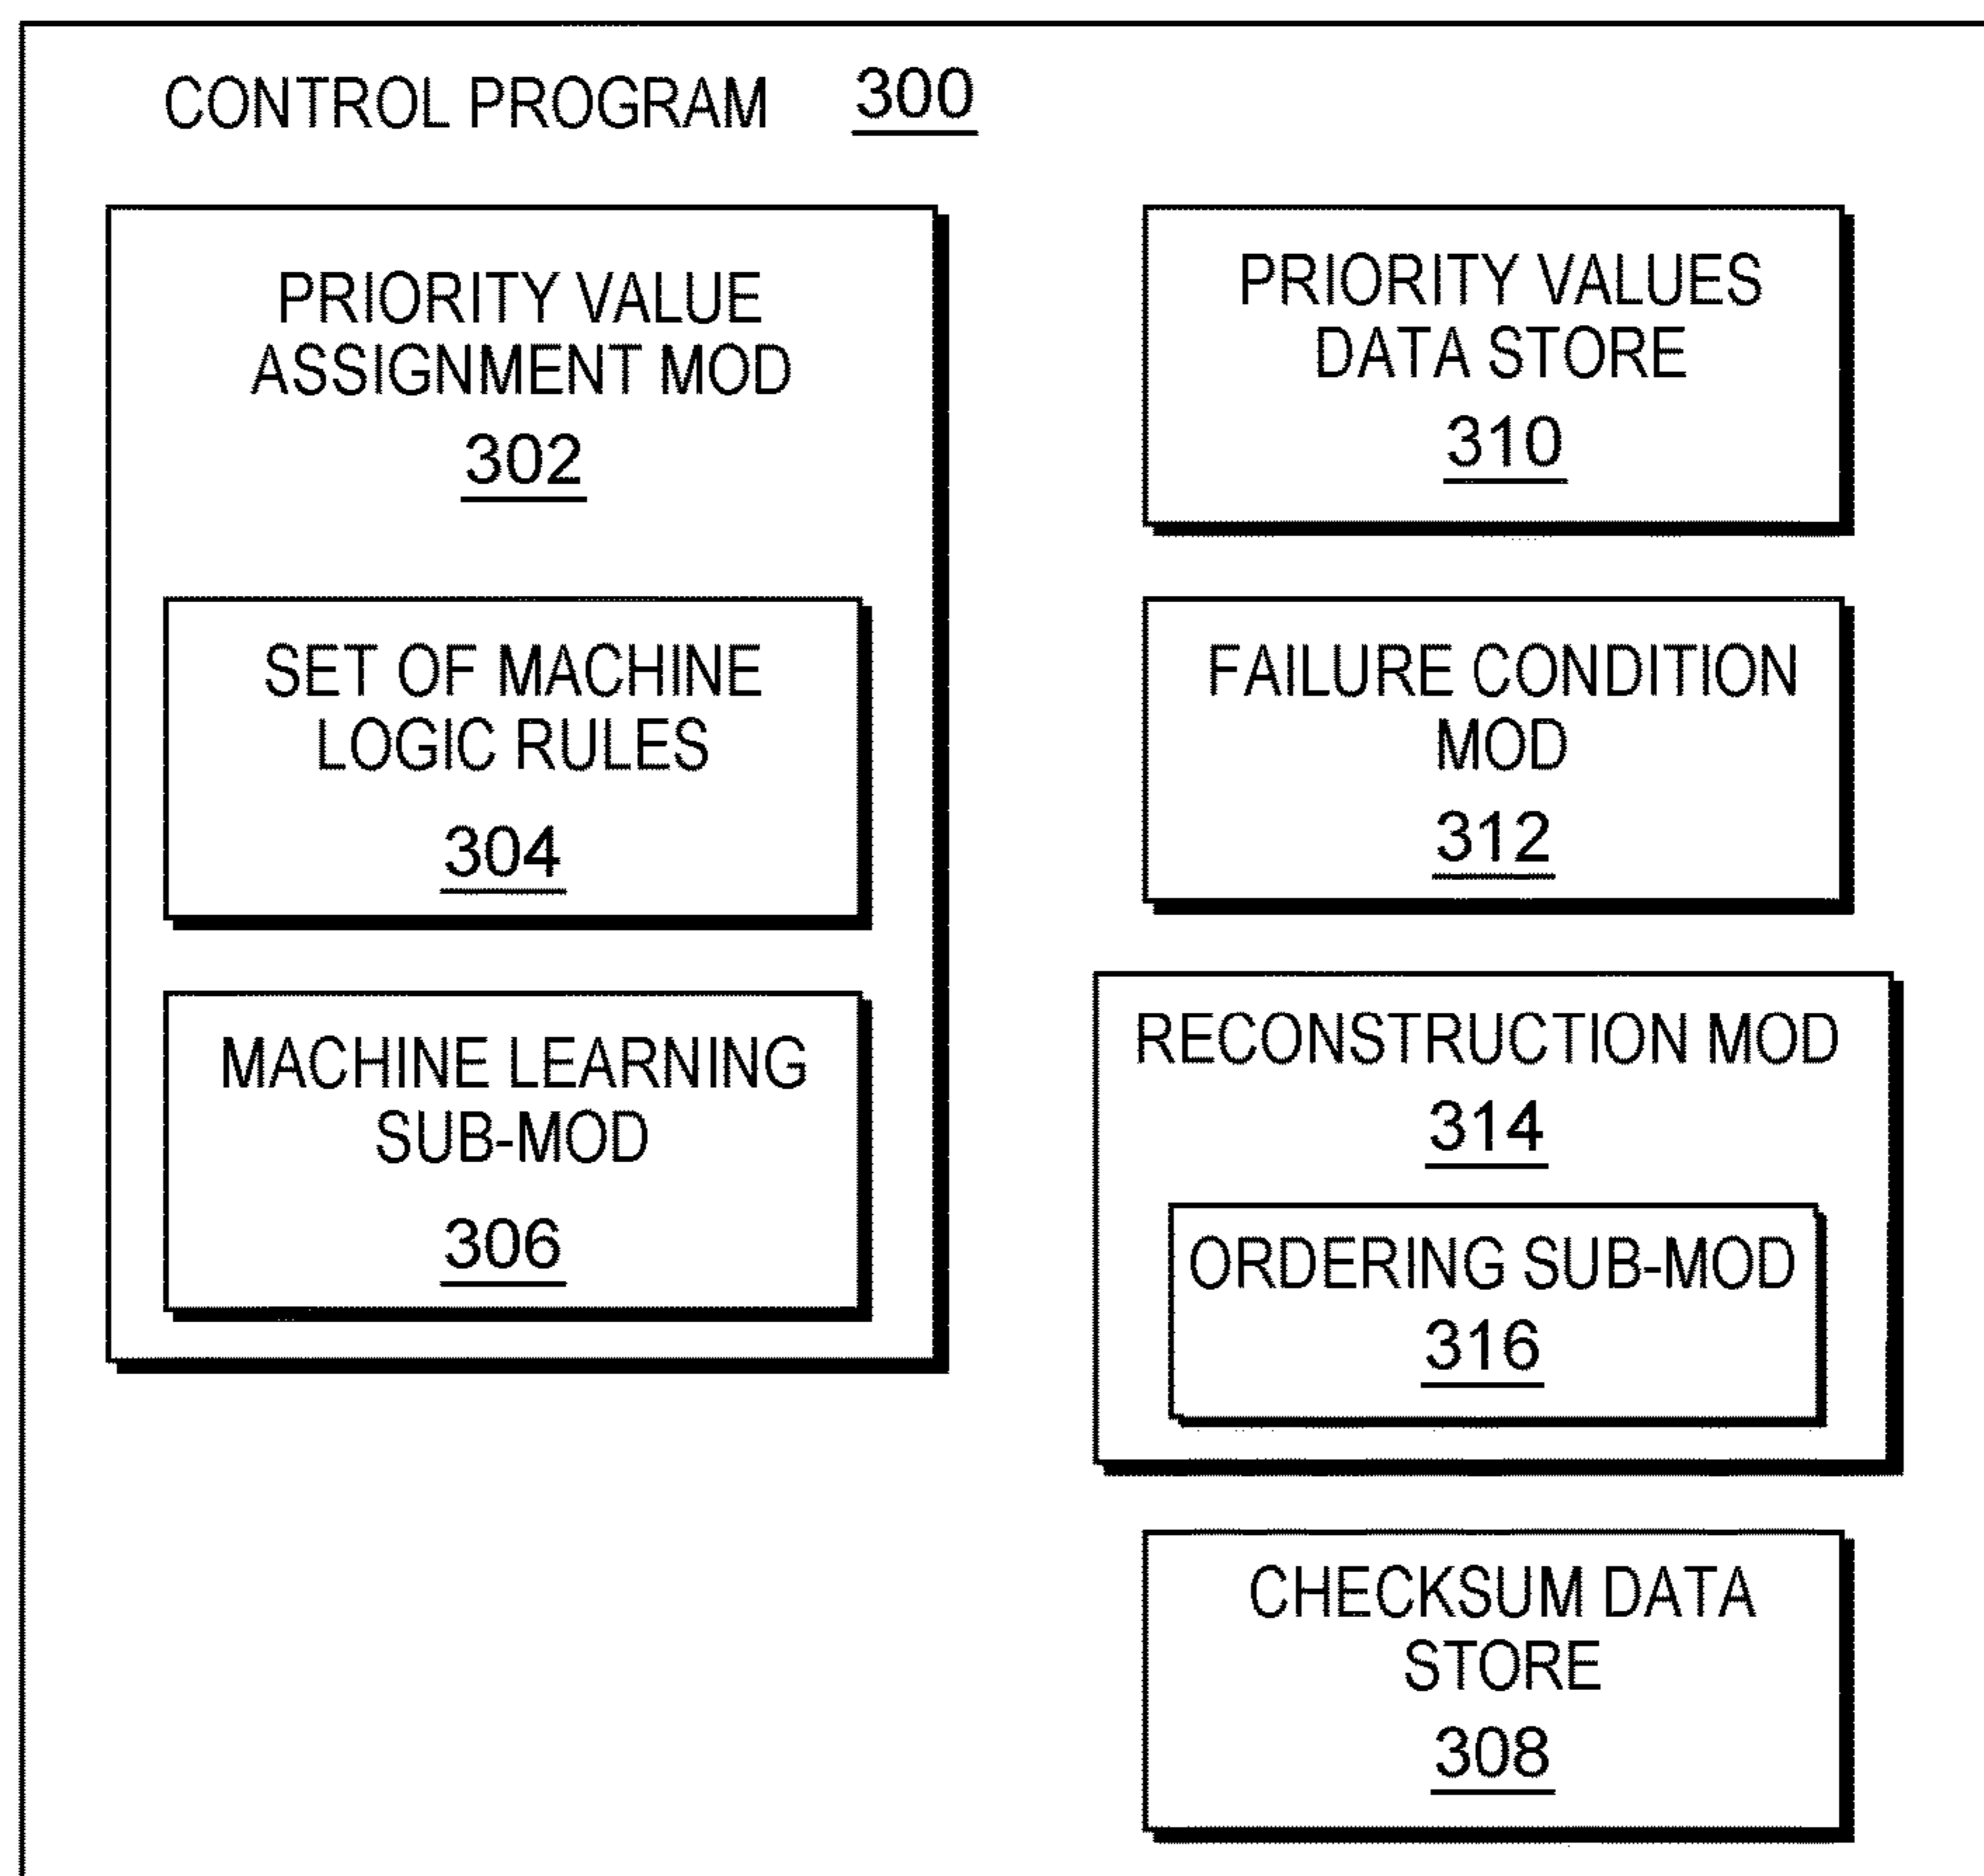 CONTROL PROGRAM 300
PRIORITY VALUE
ASSIGNMENT MOD
302
SET OF MACHINE
LOGIC RULES
304
MACHINE LEARNING
SUB-MOD
306
PRIORITY VALUES
DATA STORE
310
FAILURE CONDITION
MOD
312
RECONSTRUCTION MOD
314
ORDERING SUB-MOD
316
CHECKSUM DATA
STORE
308